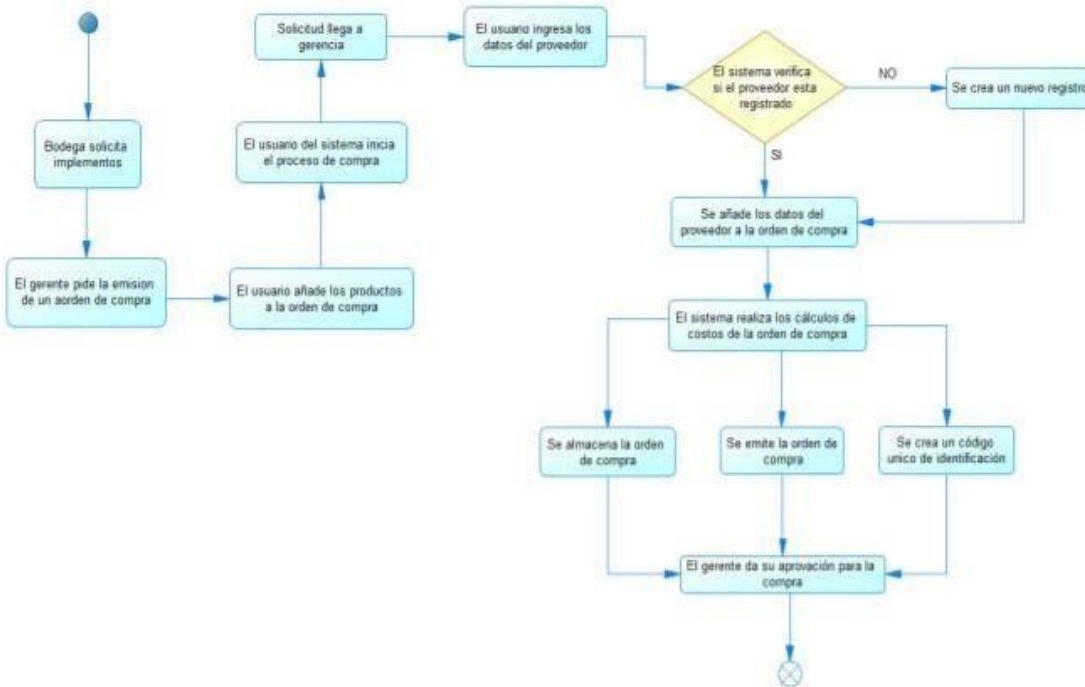 Bodega solicita
implementos
El gerente pide la emision
de un aorden de compra
El usuario añade los productos
a la orden de compra
El usuario del sistema inicia
el proceso de compra
Solicitud llega a
gerencia
El usuario ingresa los
datos del proveedor
El sistema verifica
si el proveedor esta
registrado
NO
Se crea un nuevo registro
SI
Se añade los datos del
proveedor a la orden de compra
El sistema realiza los cálculos de
costos de la orden de compra
Se almacena la orden
de compra
Se emite la orden de
compra
Se crea un código
unico de identificación
El gerente da su aprovación para la
compra